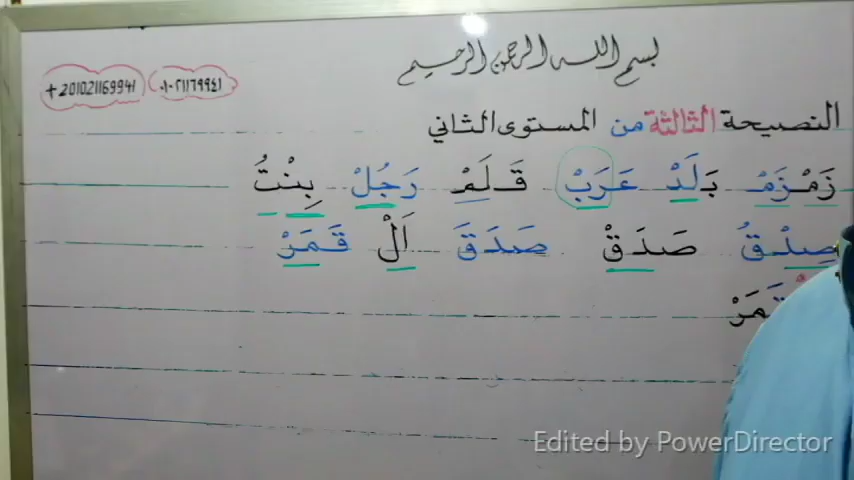 بسم الله الرحمن الرحيم
+201021169941 ٠١٠٢١١٦٩٩٤١
النصيحة الثالثة من المستوى الثاني
زَمْزَمْ بَلَدْ عَرَبْ قَلَمْ رَجُلْ بِنْتُ
صِدْقُ صَدَقْ صَدَقَ اَلْ قَمَرْ
قَمَرْ
Edited by PowerDirector